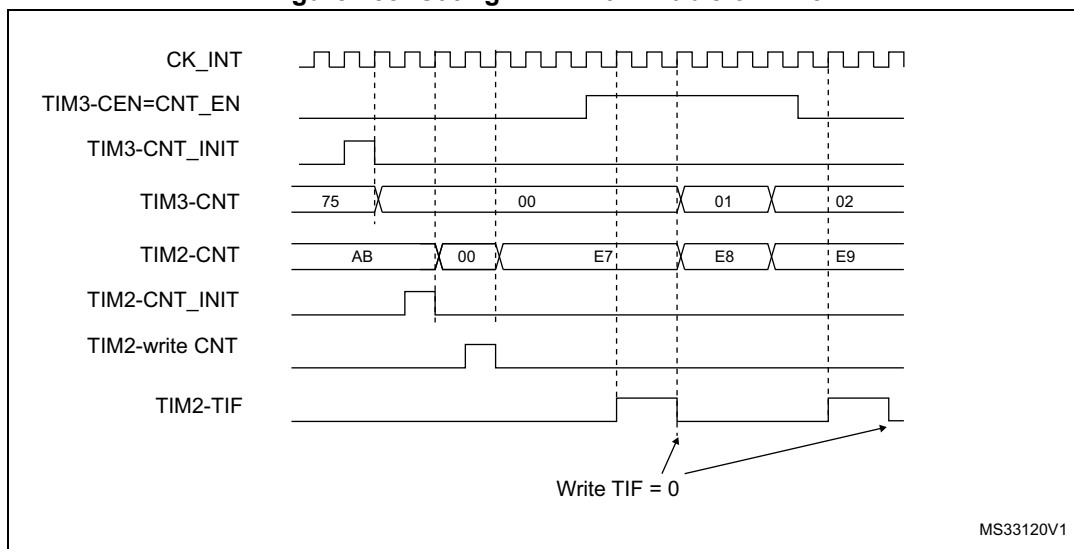 CK_INT
TIM3-CEN=CNT_EN
TIM3-CNT_INIT
TIM3-CNT 75 00 01 02
TIM2-CNT AB 00 E7 E8 E9
TIM2-CNT_INIT
TIM2-write CNT
TIM2-TIF
Write TIF = 0
MS33120V1